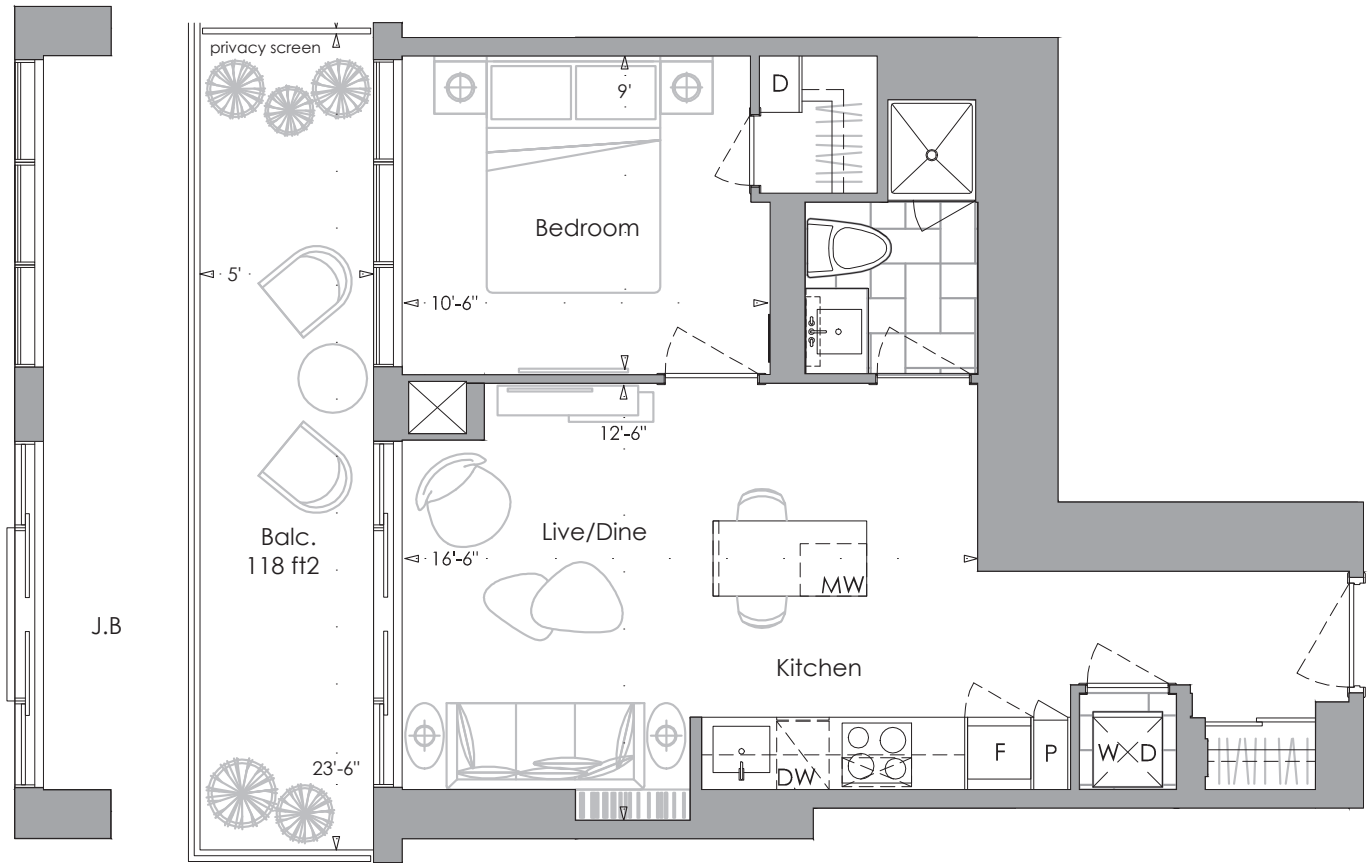 privacy screen
D
9'
Bedroom
5'
10'-6"
12'-6"
Live/Dine
Balc.
118 ft2
16'-6"
MW
J.B
Kitchen
23'-6"
DW
F
P
W
D